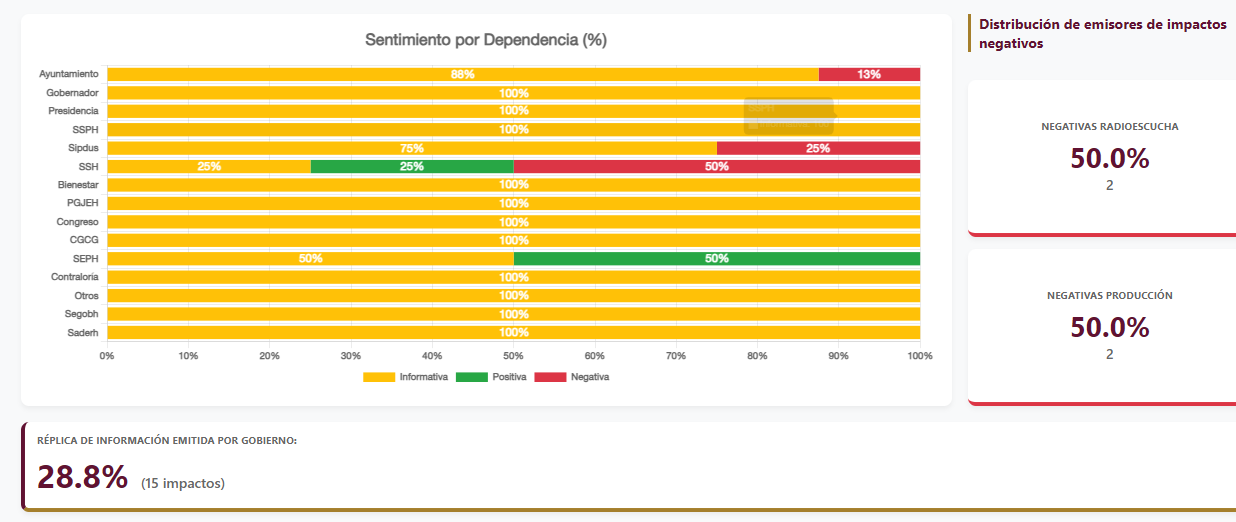 Sentimiento por Dependencia (%)
Ayuntamiento 88% 13%
Gobernador 100%
Presidencia 100%
SSPH 100%
Sipdus 75% 25%
SSH 25% 25% 50%
Bienestar 100%
PGJEH 100%
Congreso 100%
CGCG 100%
SEPH 50% 50%
Contraloría 100%
Otros 100%
Segobh 100%
Saderh 100%
0% 10% 20% 30% 40% 50% 60% 70% 80% 90% 100%
Informativa Positiva Negativa
Distribución de emisores de impactos
negativos
NEGATIVAS RADIOESCUCHA
50.0%
2
NEGATIVAS PRODUCCIÓN
50.0%
2
RÉPLICA DE INFORMACIÓN EMITIDA POR GOBIERNO:
28.8% (15 impactos)